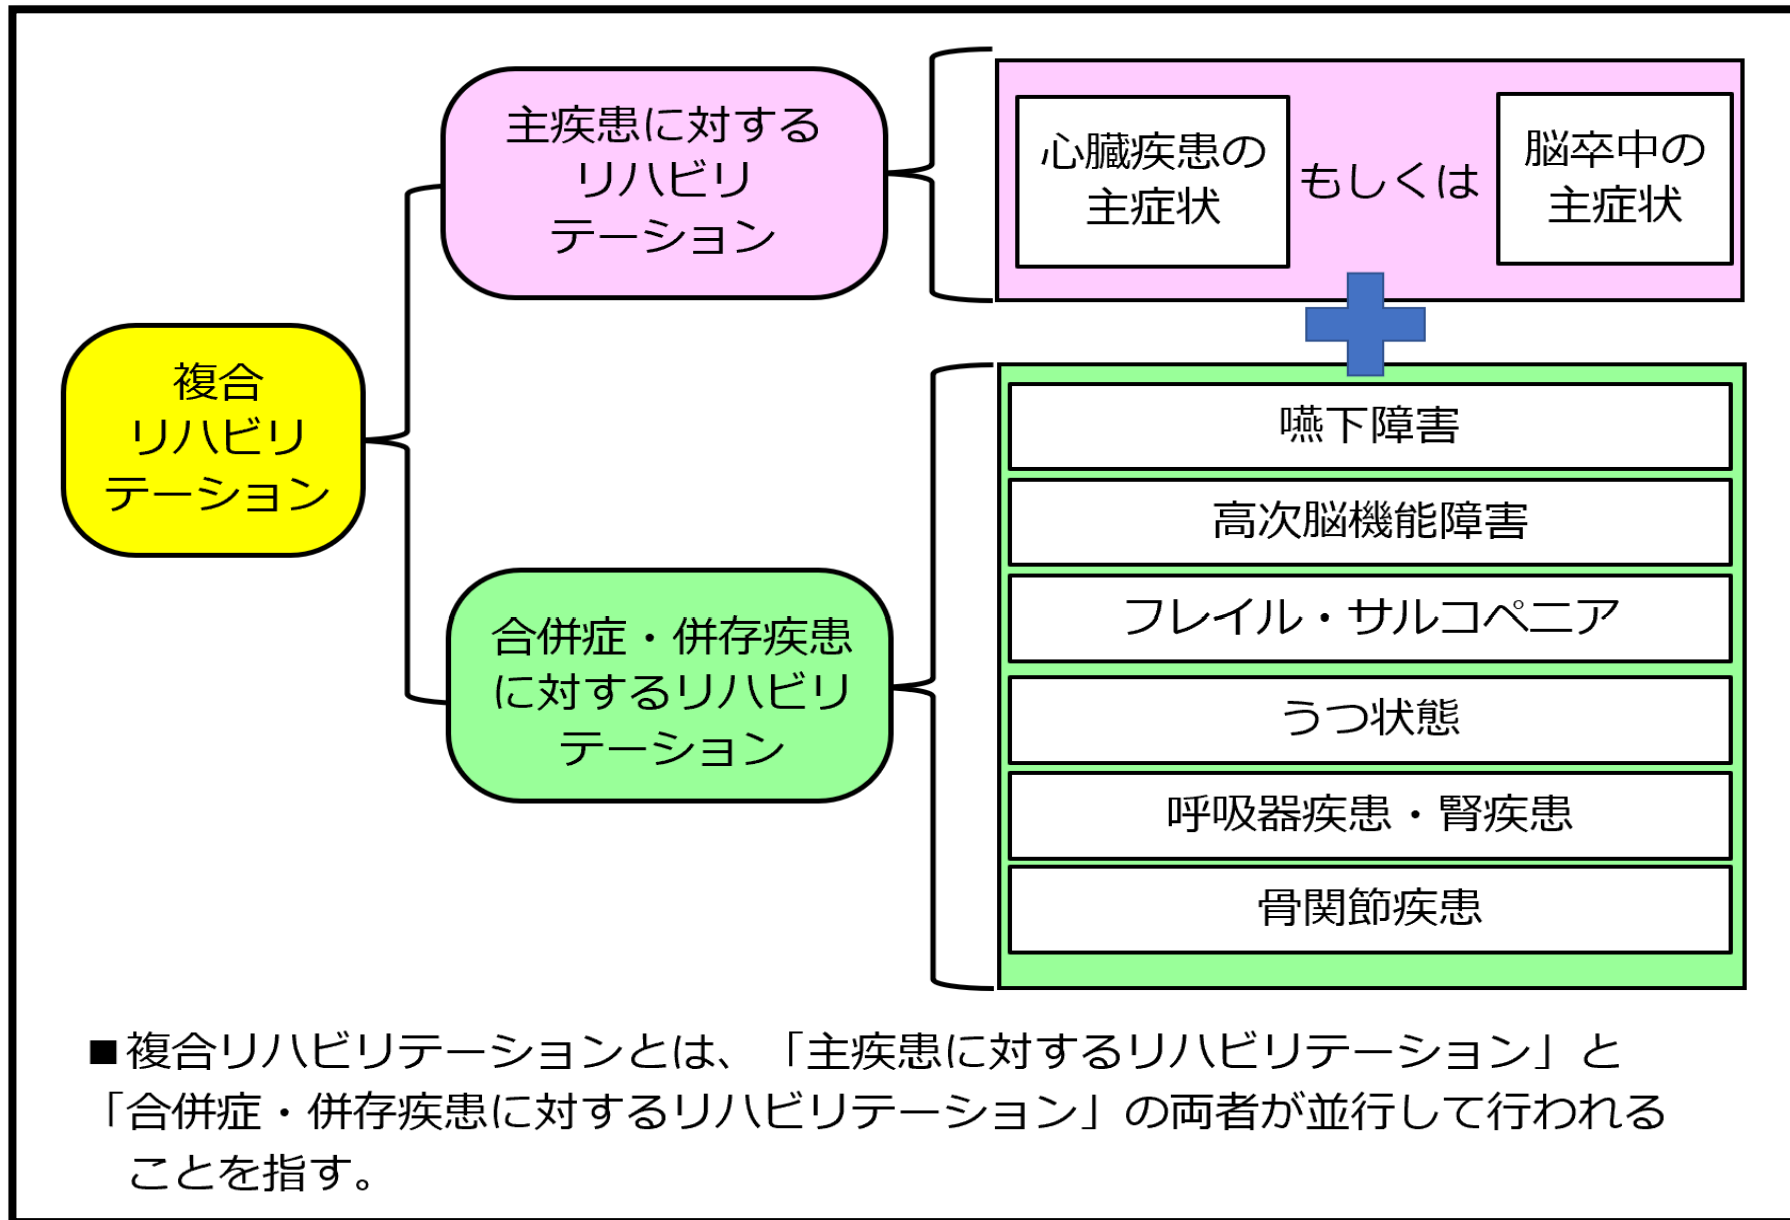 複合
リハビリ
テーション
主疾患に対する
リハビリ
テーション
心臓疾患の
主症状
もしくは
脳卒中の
主症状
合併症・併存疾患
に対するリハビリ
テーション
嚥下障害
高次脳機能障害
フレイル・サルコペニア
うつ状態
呼吸器疾患・腎疾患
骨関節疾患
■複合リハビリテーションとは、「主疾患に対するリハビリテーション」と
「合併症・併存疾患に対するリハビリテーション」の両者が並行して行われる
ことを指す。